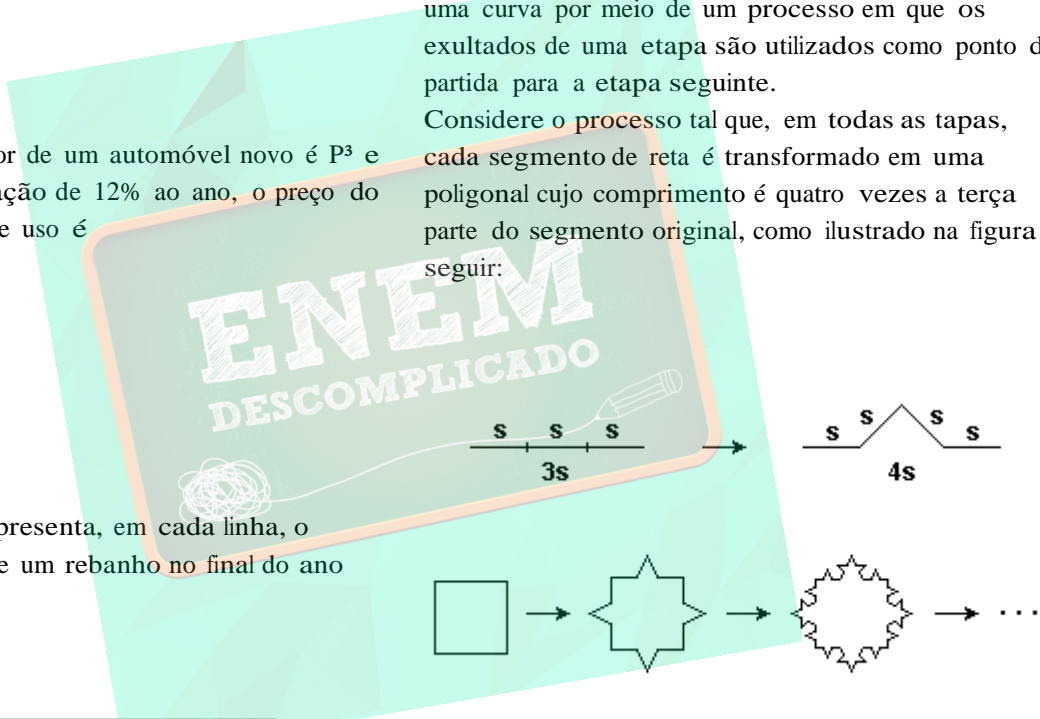 or de um automóvel novo é P³ e
ação de 12% ao ano, o preço do
e uso é
presenta, em cada linha, o
e um rebanho no final do ano
uma curva por meio de um processo em que os
exultados de uma etapa são utilizados como ponto d
partida para a etapa seguinte.
Considere o processo tal que, em todas as tapas,
cada segmento de reta é transformado em uma
poligonal cujo comprimento é quatro vezes a terça
parte do segmento original, como ilustrado na figura
seguir:
ENEM
DESCOMPLICADO
s s s
3s
s s s s
4s